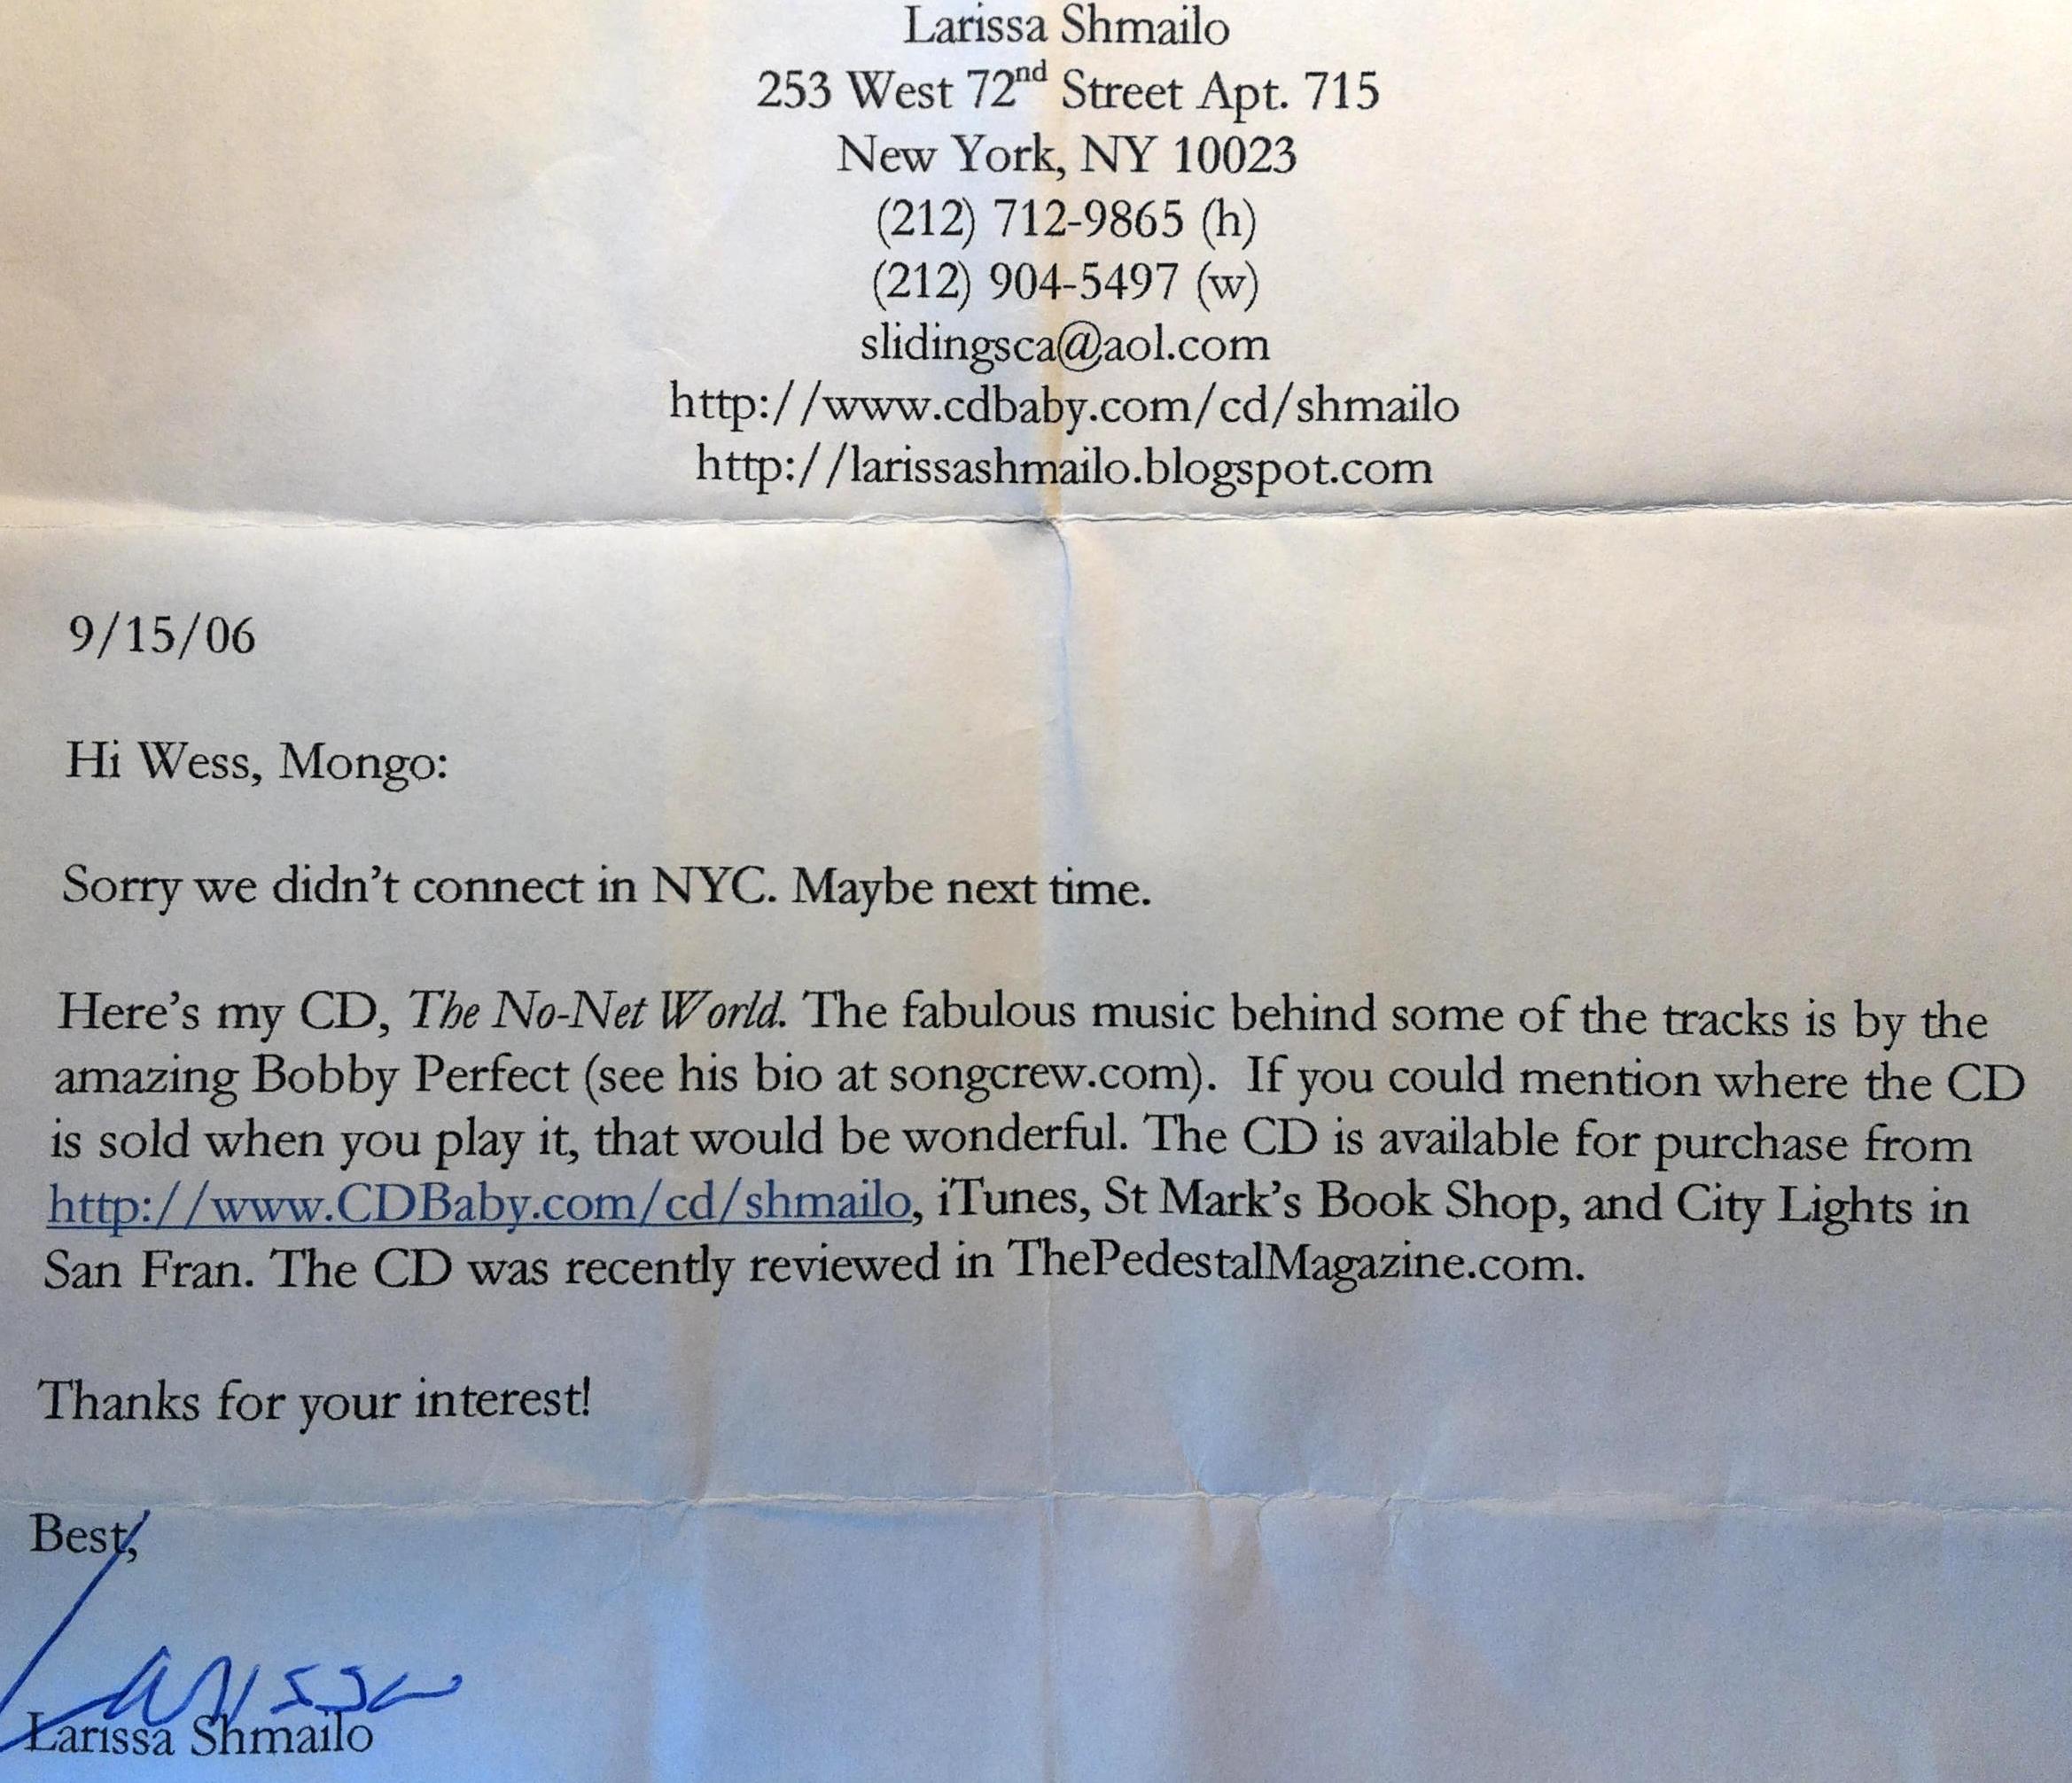 Larissa Shmailo
253 West 72nd Street Apt. 715
New York, NY 10023
(212) 712-9865 (h)
(212) 904-5497 (w)
slidingsca@aol.com
http://www.cdbaby.com/cd/shmailo
http://larissashmailo.blogspot.com
9/15/06
Hi Wess, Mongo:
Sorry we didn't connect in NYC. Maybe next time.
Here's my CD, The No-Net World. The fabulous music behind some of the tracks is by the
amazing Bobby Perfect (see his bio at songcrew.com).  If you could mention where the CD
is sold when you play it, that would be wonderful. The CD is available for purchase from
http://www.CDBaby.com/cd/shmailo, iTunes, St Mark's Book Shop, and City Lights in
San Fran. The CD was recently reviewed in ThePedestalMagazine.com.
Thanks for your interest!
Best,
Larissa
Larissa Shmailo